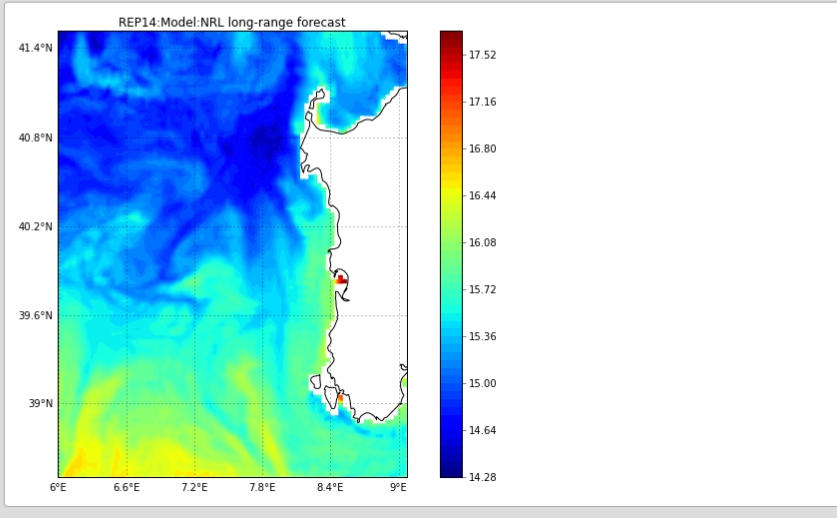 REP14:Model:NRL long-range forecast
41.4°N
40.8°N
40.2°N
39.6°N
39°N
6°E 6.6°E 7.2°E 7.8°E 8.4°E 9°E
17.52
17.16
16.80
16.44
16.08
15.72
15.36
15.00
14.64
14.28